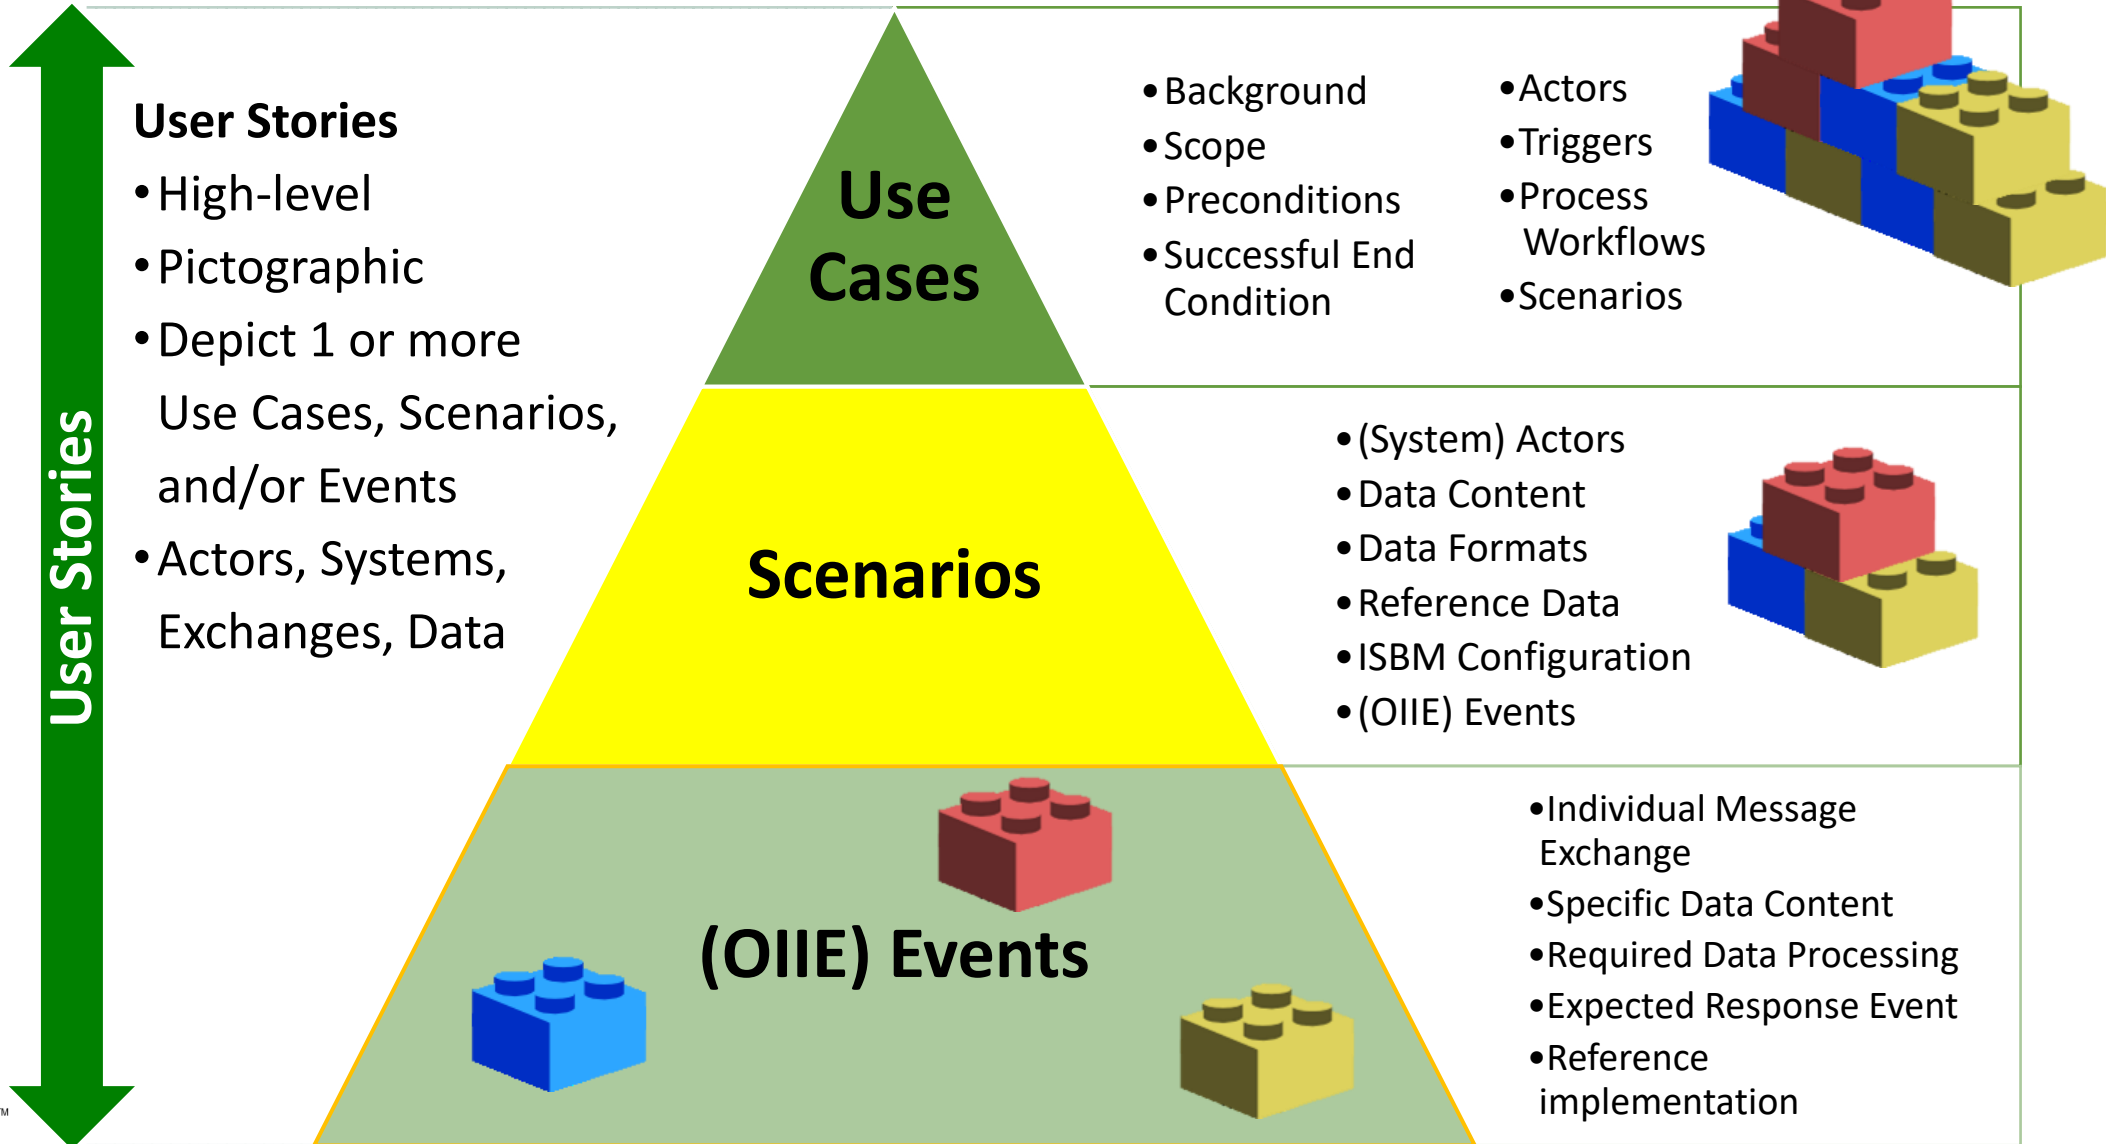 User Stories
User Stories
•High-level
•Pictographic
•Depict 1 or more
Use Cases, Scenarios,
and/or Events
•Actors, Systems,
Exchanges, Data
Use
Cases
•Background
•Scope
•Preconditions
•Successful End
Condition
•Actors
•Triggers
•Process
Workflows
•Scenarios
Scenarios
•(System) Actors
•Data Content
•Data Formats
•Reference Data
•ISBM Configuration
•(OIIE) Events
(OIIE) Events
•Individual Message
Exchange
•Specific Data Content
•Required Data Processing
•Expected Response Event
•Reference
implementation
TM